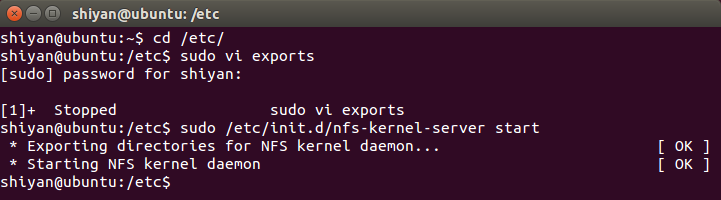 shiyan@ubuntu: /etc
shiyan@ubuntu:~$ cd /etc/
shiyan@ubuntu:/etc$ sudo vi exports
[sudo] password for shiyan:
[1]+  Stopped                 sudo vi exports
shiyan@ubuntu:/etc$ sudo /etc/init.d/nfs-kernel-server start
 * Exporting directories for NFS kernel daemon...                        [ OK ]
 * Starting NFS kernel daemon                                            [ OK ]
shiyan@ubuntu:/etc$